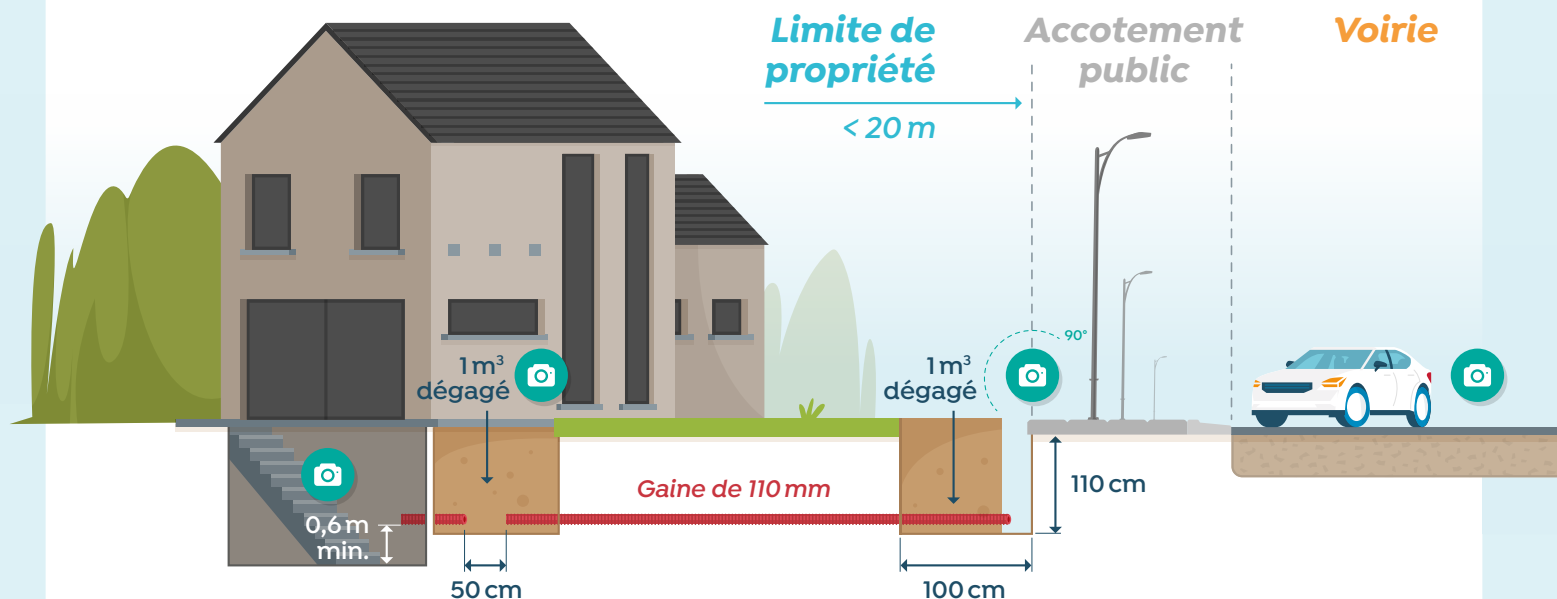 Limite de
propriété
< 20 m
Accotement
public
Voirie
90°
1 m³
dégagé
1 m³
dégagé
Gaine de 110 mm
110 cm
0,6 m
min.
50 cm
100 cm